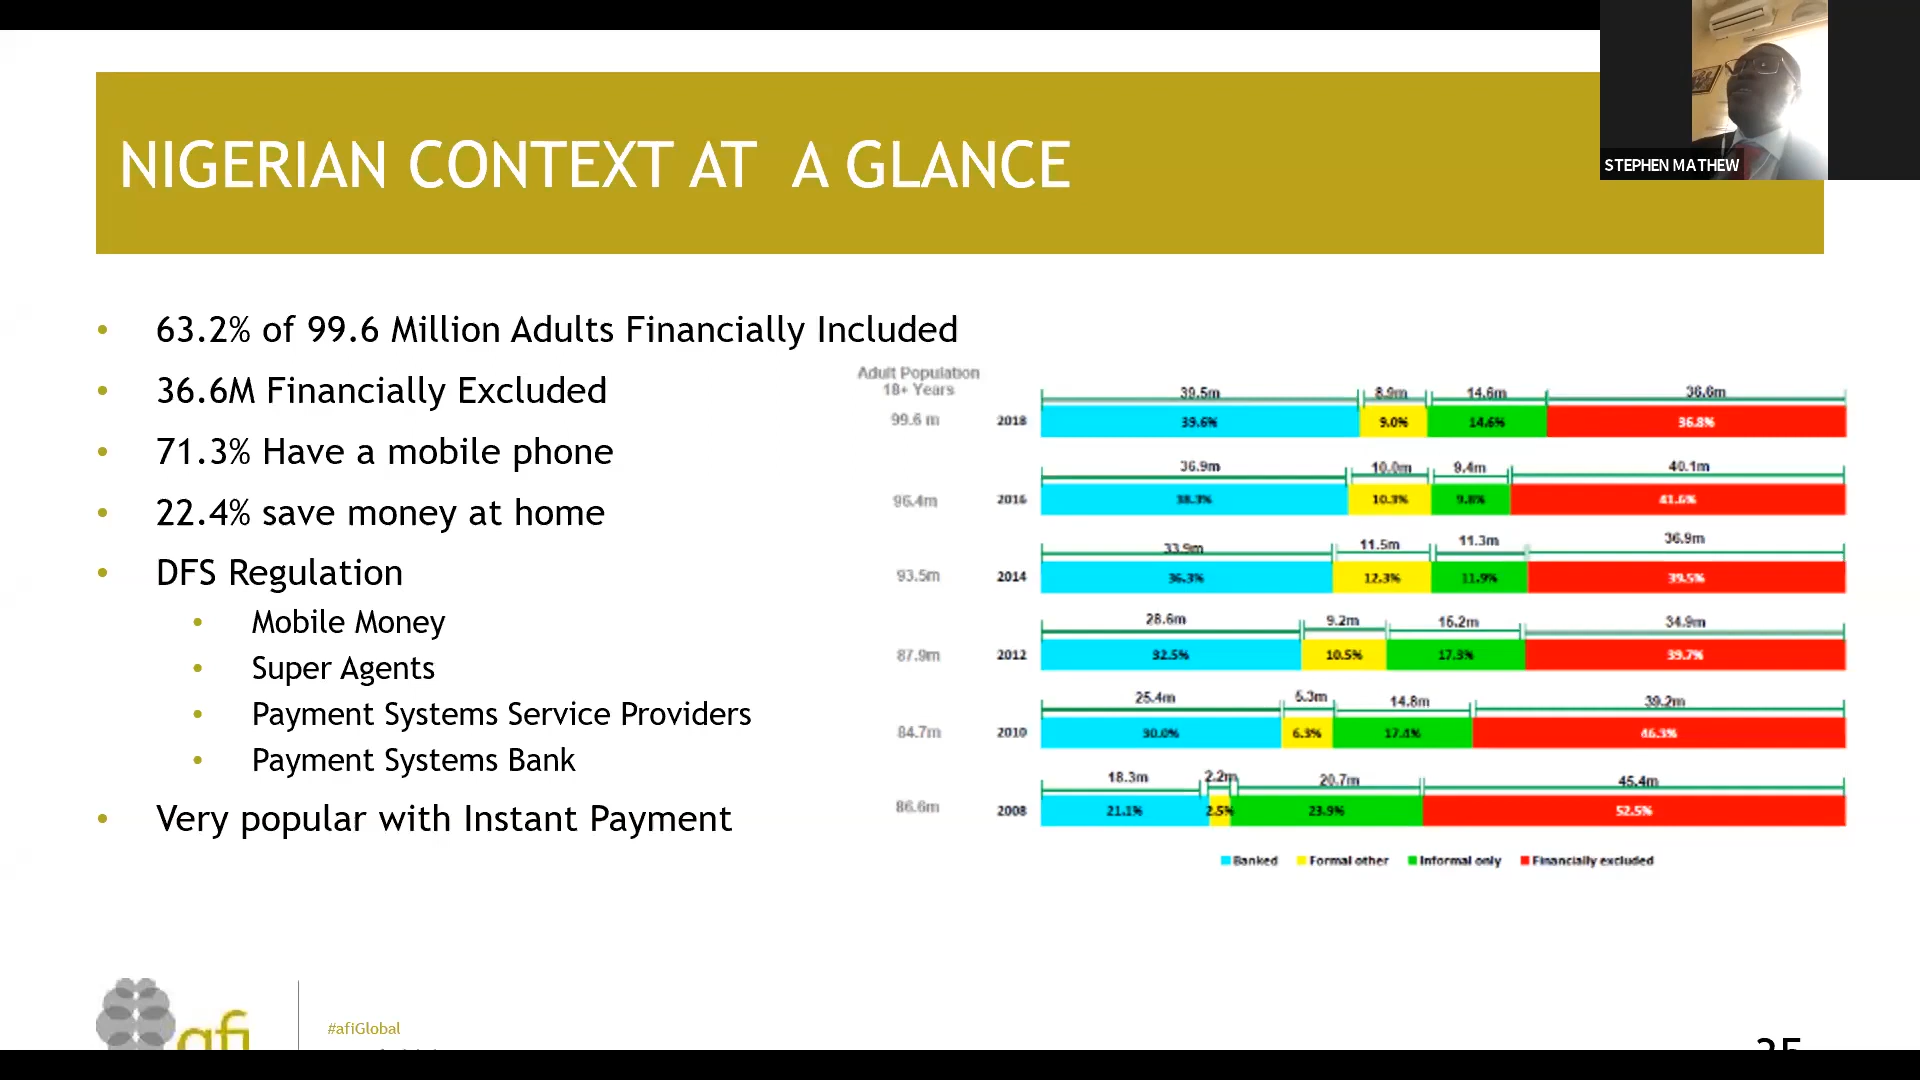 STEPHEN MATHEW
NIGERIAN CONTEXT AT A GLANCE
63.2% of 99.6 Million Adults Financially Included
36.6M Financially Excluded
71.3% Have a mobile phone
22.4% save money at home
DFS Regulation
Mobile Money
Super Agents
Payment Systems Service Providers
Payment Systems Bank
Very popular with Instant Payment
Adult Population
18+ Years
39.5m 8.9m 14.6m 36.6m
99.6 m 2018 39.6% 9.0% 14.6% 36.8%
36.9m 10.0m 9.4m 40.1m
96.4m 2016 38.3% 10.3% 9.8% 41.6%
33.9m 11.5m 11.3m 36.9m
93.5m 2014 36.3% 12.3% 11.9% 39.5%
28.6m 9.2m 15.2m 34.9m
87.9m 2012 32.5% 10.5% 17.3% 39.7%
25.4m 5.3m 14.8m 39.2m
84.7m 2010 30.0% 6.3% 17.4% 46.3%
18.3m 2.2m 20.7m 45.4m
86.6m 2008 21.1% 2.5% 23.9% 52.5%
Banked Formal other Informal only Financially excluded
afi
#afiGlobal